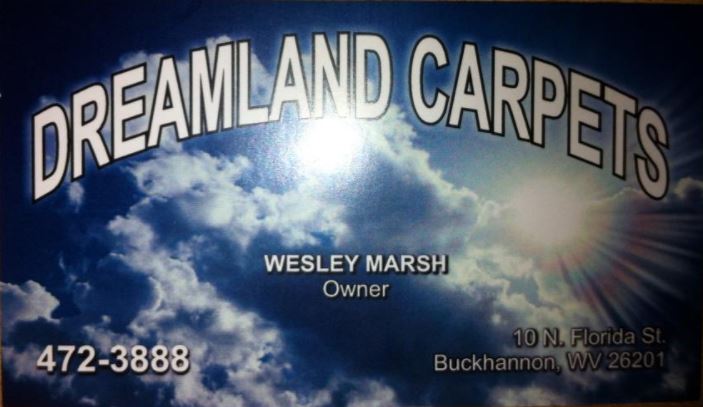 DREAMLAND CARPETS
WESLEY MARSH
Owner
472-3888
10 N. Florida St.
Buckhannon, WV 26201